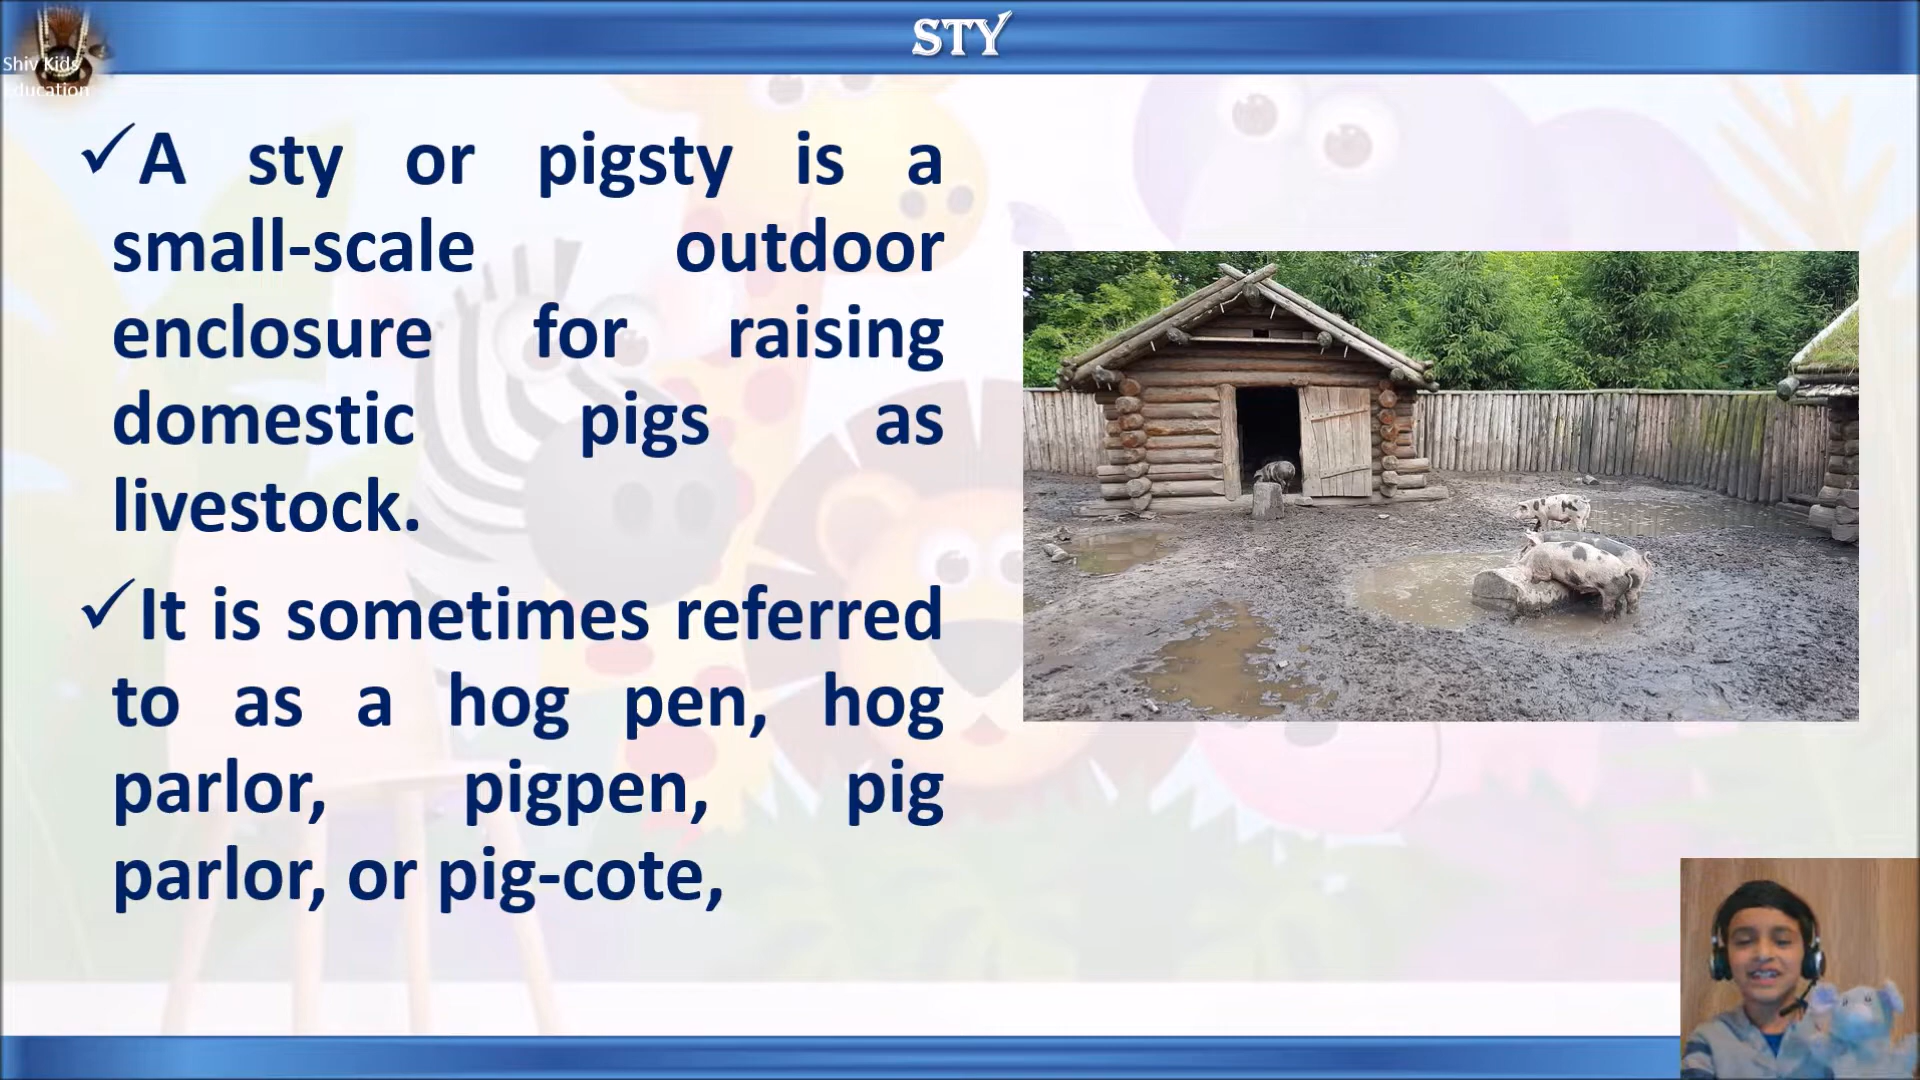 STY
Shiv Kids
Education
✓A sty or pigsty is a
small-scale outdoor
enclosure for raising
domestic pigs as
livestock.
✓It is sometimes referred
to as a hog pen, hog
parlor, pigpen, pig
parlor, or pig-cote,